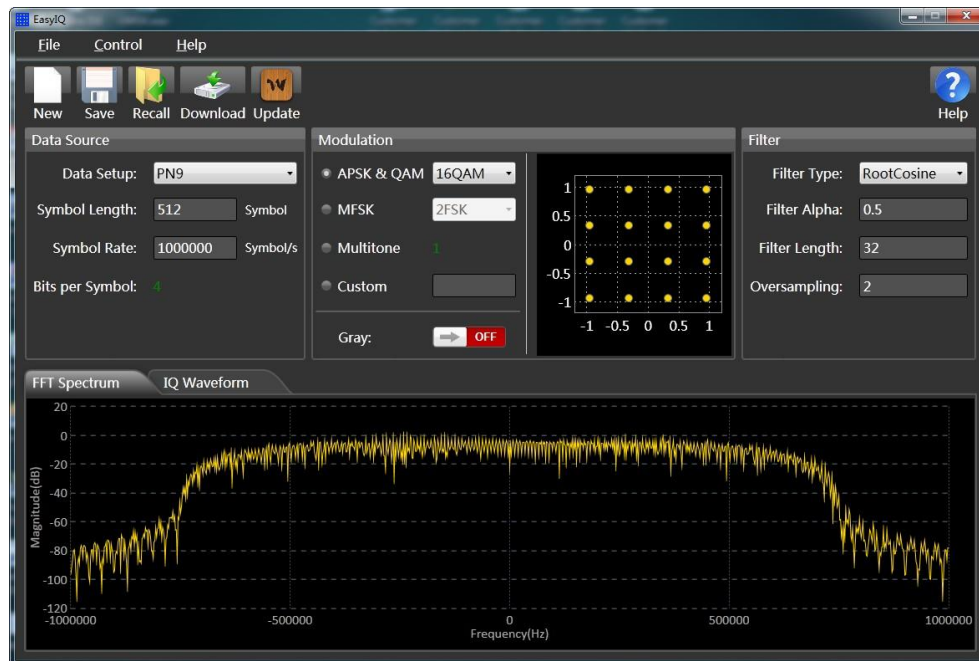 EasyIQ
File Control Help
New Save Recall Download Update Help
Data Source
Data Setup: PN9
Symbol Length: 512 Symbol
Symbol Rate: 1000000 Symbol/s
Bits per Symbol: 4
Modulation
APSK & QAM 16QAM
MFSK 2FSK
Multitone 1
Custom
Gray: OFF
1
0.5
0
-0.5
-1
-1 -0.5 0 0.5 1
Filter
Filter Type: RootCosine
Filter Alpha: 0.5
Filter Length: 32
Oversampling: 2
FFT Spectrum IQ Waveform
Magnitude(dB)
20
0
-20
-40
-60
-80
-100
-120
-1000000 -500000 0 500000 1000000
Frequency(Hz)